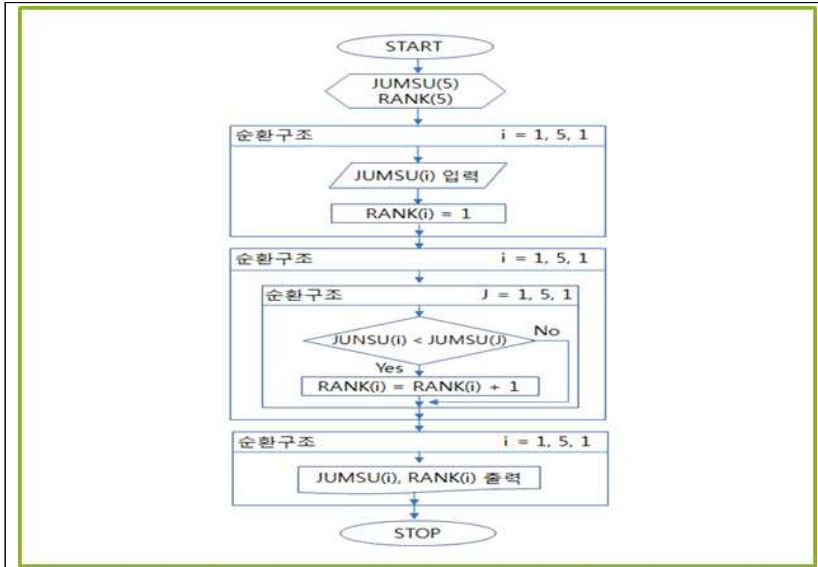 START
JUMSU(5)
RANK(5)
순환구조 i = 1, 5, 1
JUMSU(i) 입력
RANK(i) = 1
순환구조 i = 1, 5, 1
순환구조 J = 1, 5, 1
JUNSU(i) < JUMSU(J)
No
Yes
RANK(i) = RANK(i) + 1
순환구조 i = 1, 5, 1
JUMSU(i), RANK(i) 출력
STOP